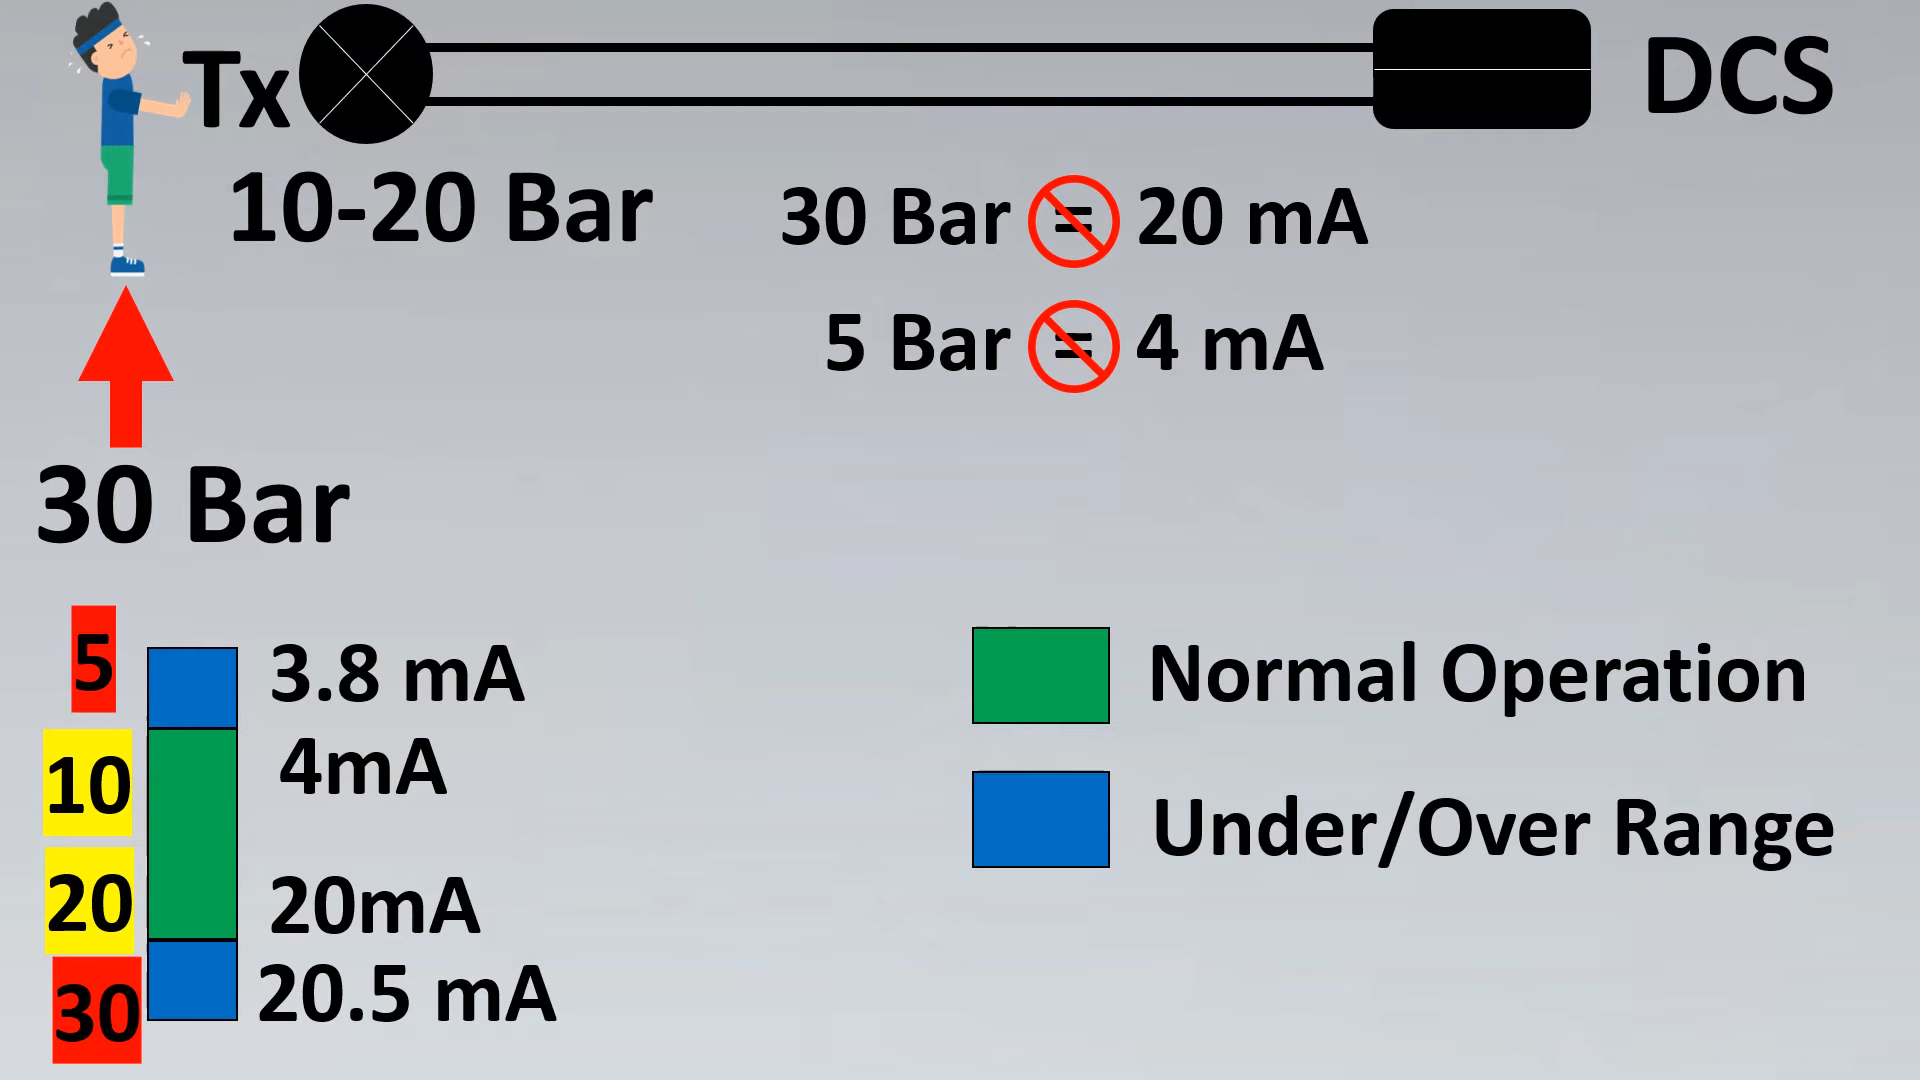 Tx
DCS
10-20 Bar
30 Bar = 20 mA
5 Bar = 4 mA
30 Bar
5
3.8 mA
Normal Operation
10
4mA
Under/Over Range
20
20mA
30
20.5 mA